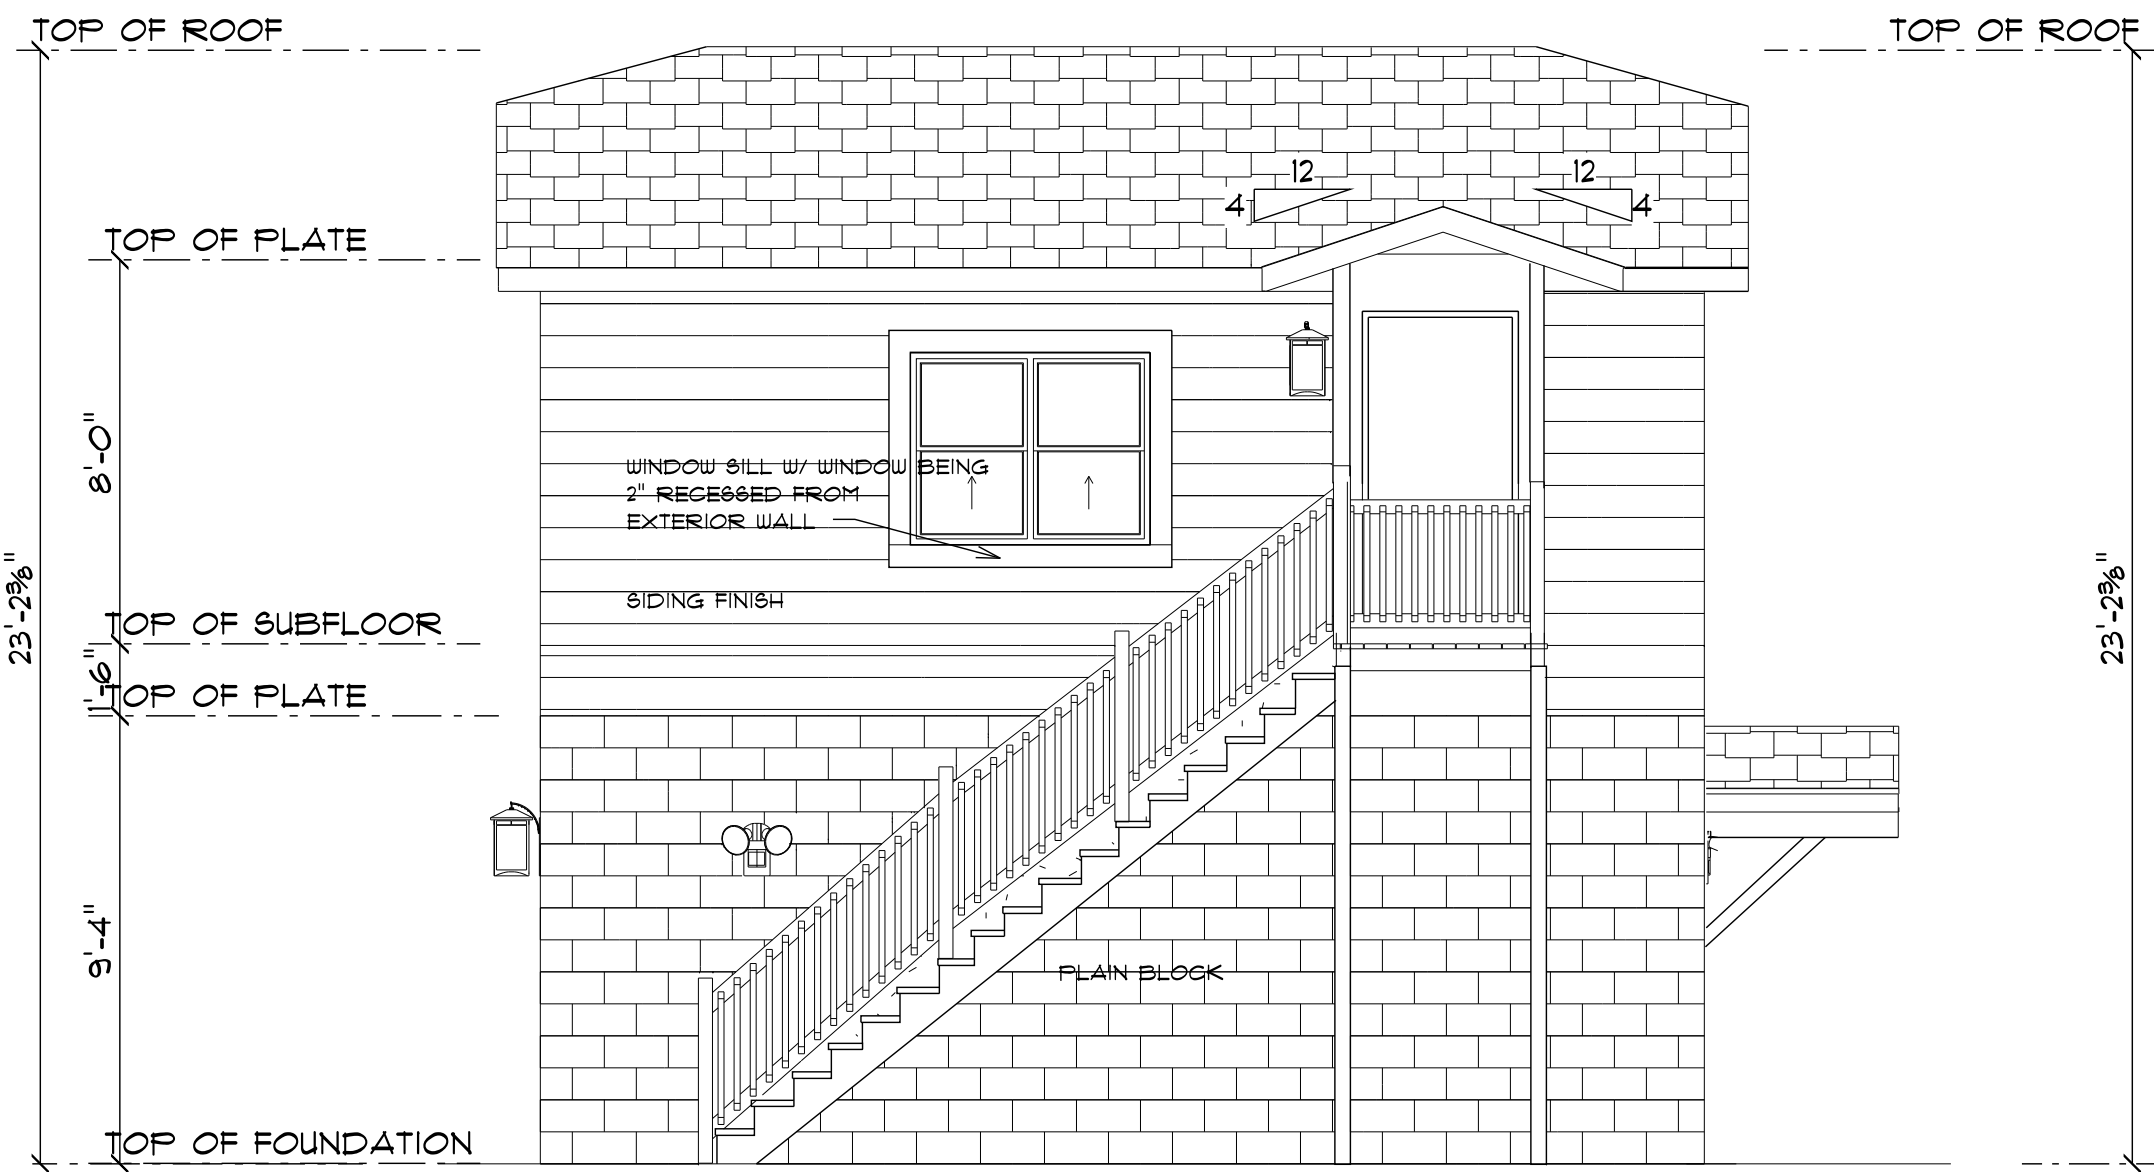 TOP OF ROOF
TOP OF ROOF
12
12
4
4
TOP OF PLATE
8'-0"
WINDOW SILL W/ WINDOW BEING
2" RECESSED FROM
EXTERIOR WALL
23'-2⅜"
23'-2⅜"
SIDING FINISH
TOP OF SUBFLOOR
1'-6"
TOP OF PLATE
9'-4"
PLAIN BLOCK
TOP OF FOUNDATION